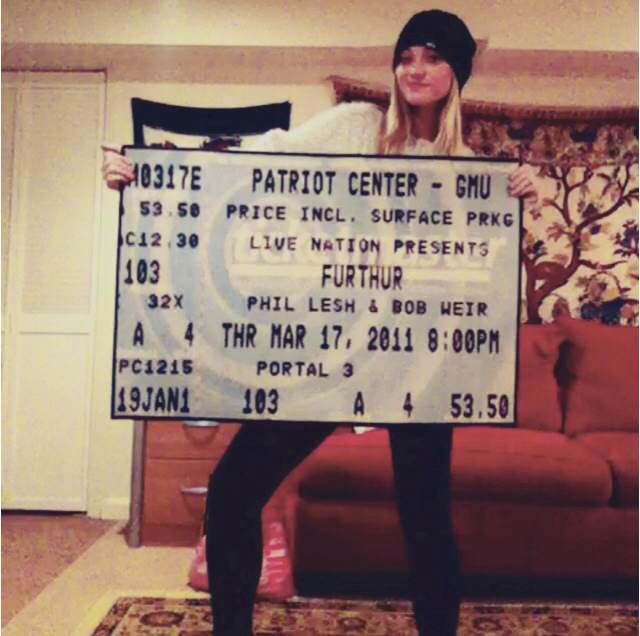 M0317E PATRIOT CENTER - GMU
53.50 PRICE INCL. SURFACE PRKG
C12.30 LIVE NATION PRESENTS
103 FURTHUR
32X PHIL LESH & BOB WEIR
A 4 THR MAR 17, 2011 8:00PM
PC1215 PORTAL 3
19JAN1 103 A 4 53.50